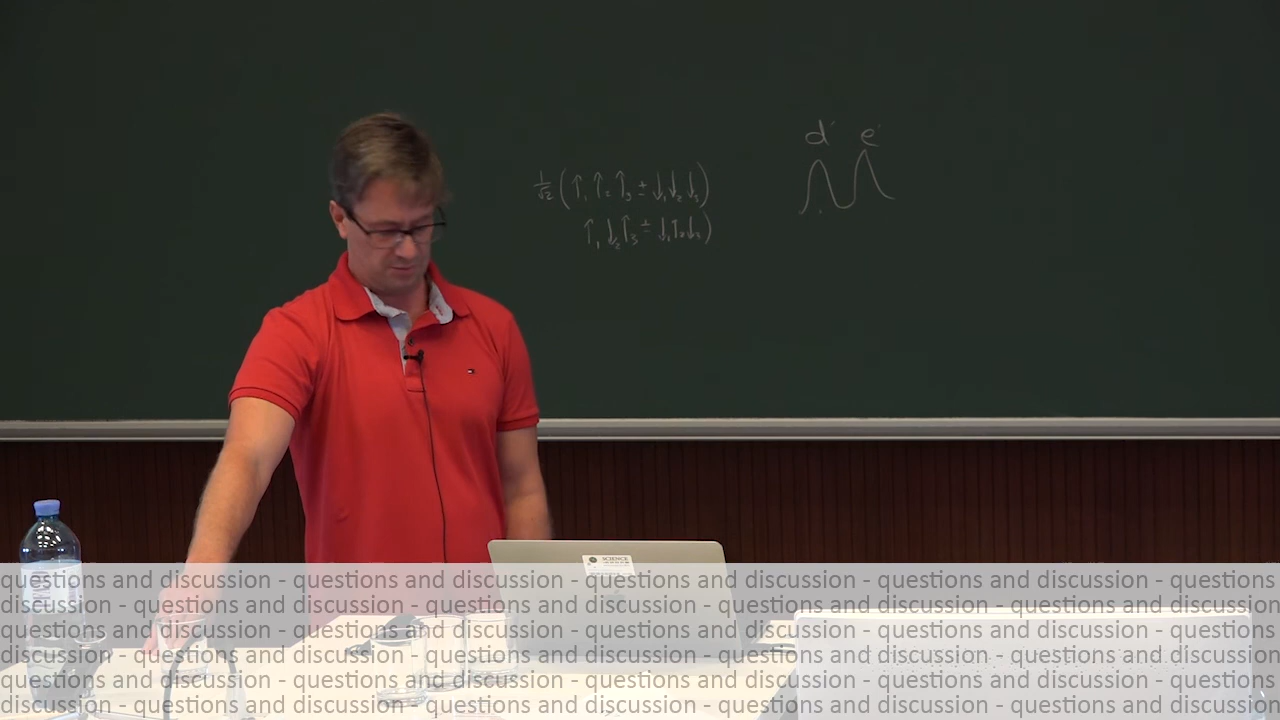 d' e'
1/√2 (↑₁ ↑₂ ↑₃ ± ↓₁ ↓₂ ↓₃)
↑₁ ↓₂ ↑₃ ± ↓₁ ↑₂ ↓₃)
SCIENCE
questions and discussion - questions and discussion - questions and discussion - questions and discussion - questions
discussion - questions and discussion - questions and discussion - questions and discussion - questions and discussion
questions and discussion - questions and discussion - questions and discussion - questions and discussion - questions
discussion - questions and discussion - questions and discussion - questions and discussion - questions and discussion
questions and discussion - questions and discussion - questions and discussion - questions and discussion - questions
discussion - questions and discussion - questions and discussion - questions and discussion - questions and discussion